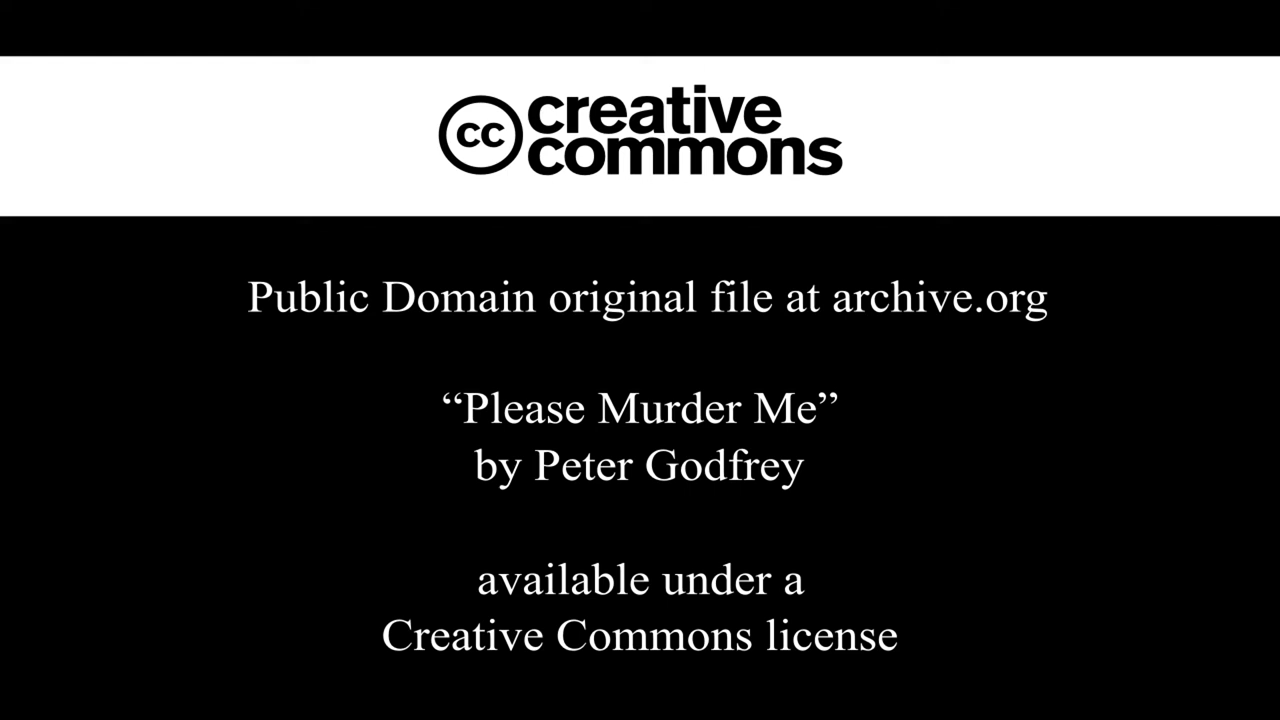 cc creative
commons
Public Domain original file at archive.org
“Please Murder Me”
by Peter Godfrey
available under a
Creative Commons license